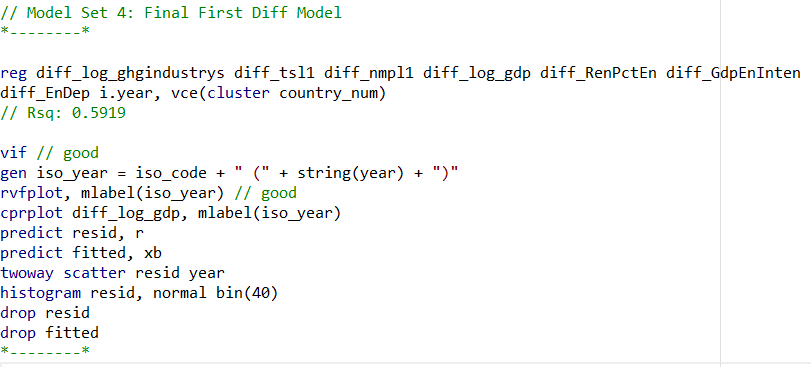 // Model Set 4: Final First Diff Model
*--------*
reg diff_log_ghgindustrys diff_tsl1 diff_nmpl1 diff_log_gdp diff_RenPctEn diff_GdpEnInten
diff_EnDep i.year, vce(cluster country_num)
// Rsq: 0.5919
vif // good
gen iso_year = iso_code + " (" + string(year) + ")"
rvfplot, mlabel(iso_year) // good
cprplot diff_log_gdp, mlabel(iso_year)
predict resid, r
predict fitted, xb
twoway scatter resid year
histogram resid, normal bin(40)
drop resid
drop fitted
*--------*